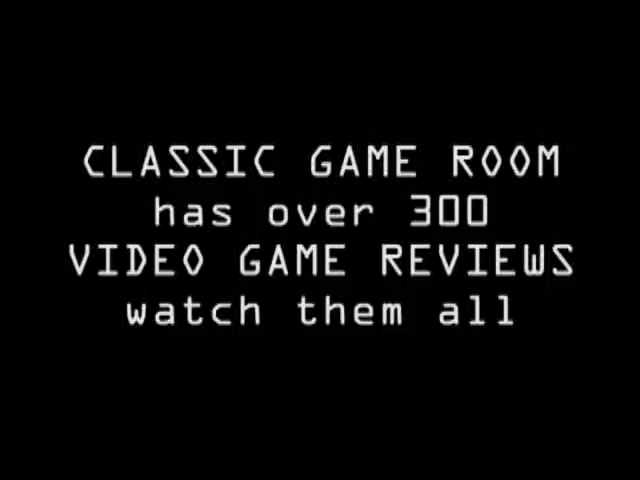 CLASSIC GAME ROOM
has over 300
VIDEO GAME REVIEWS
watch them all